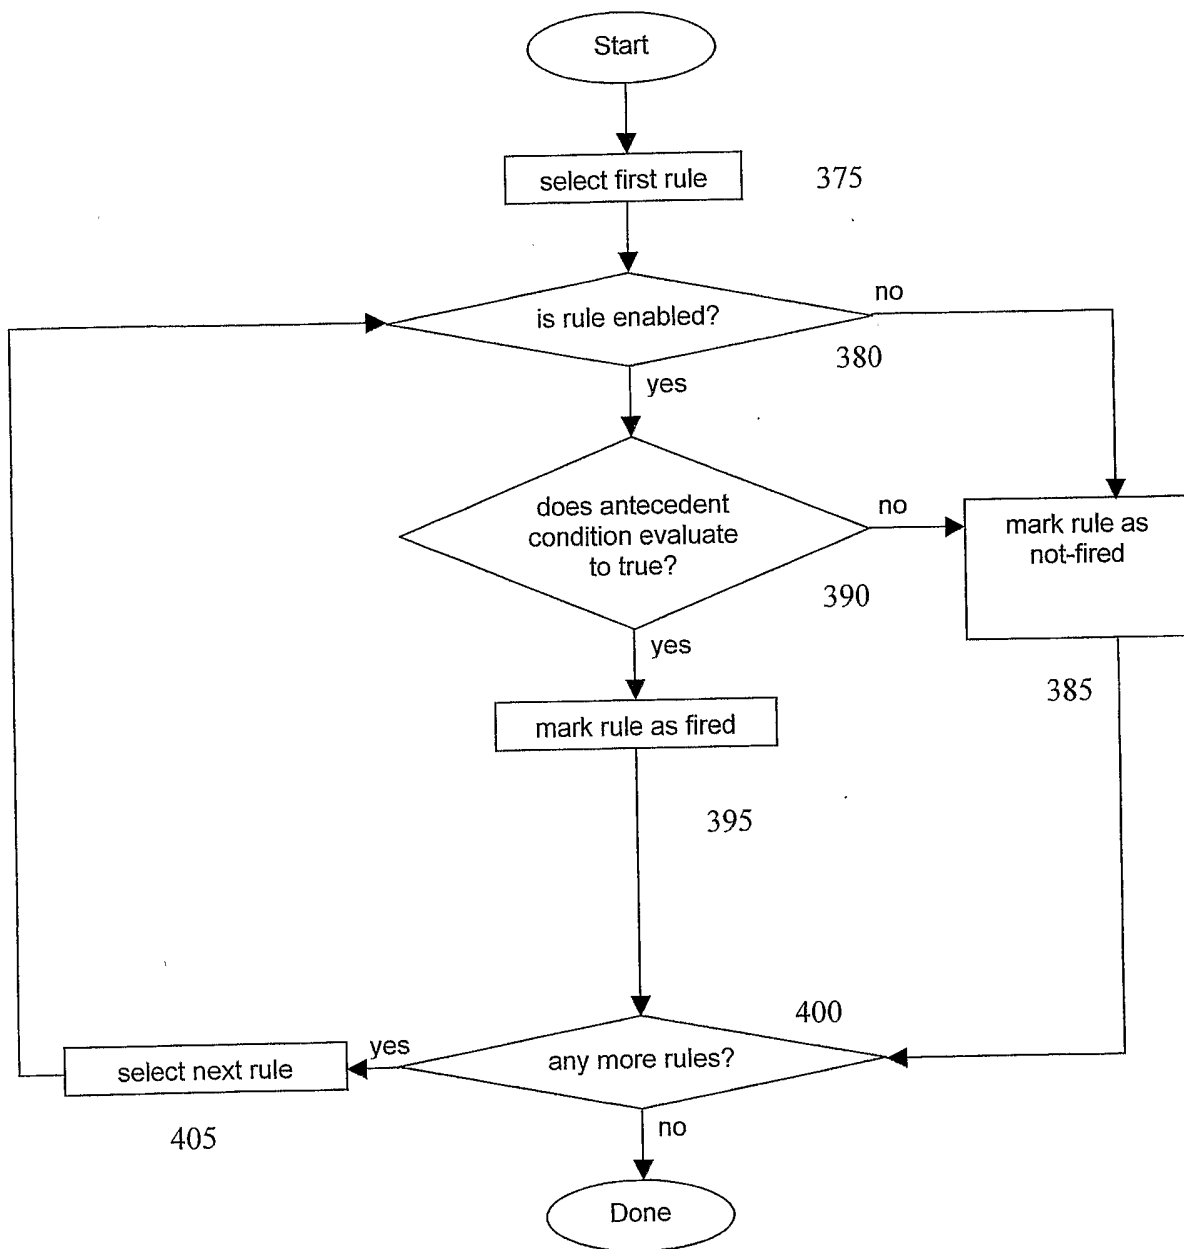 Start
select first rule
375
is rule enabled?
no
380
yes
does antecedent
condition evaluate
to true?
no
390
mark rule as
not-fired
385
yes
mark rule as fired
395
400
any more rules?
yes
select next rule
405
no
Done